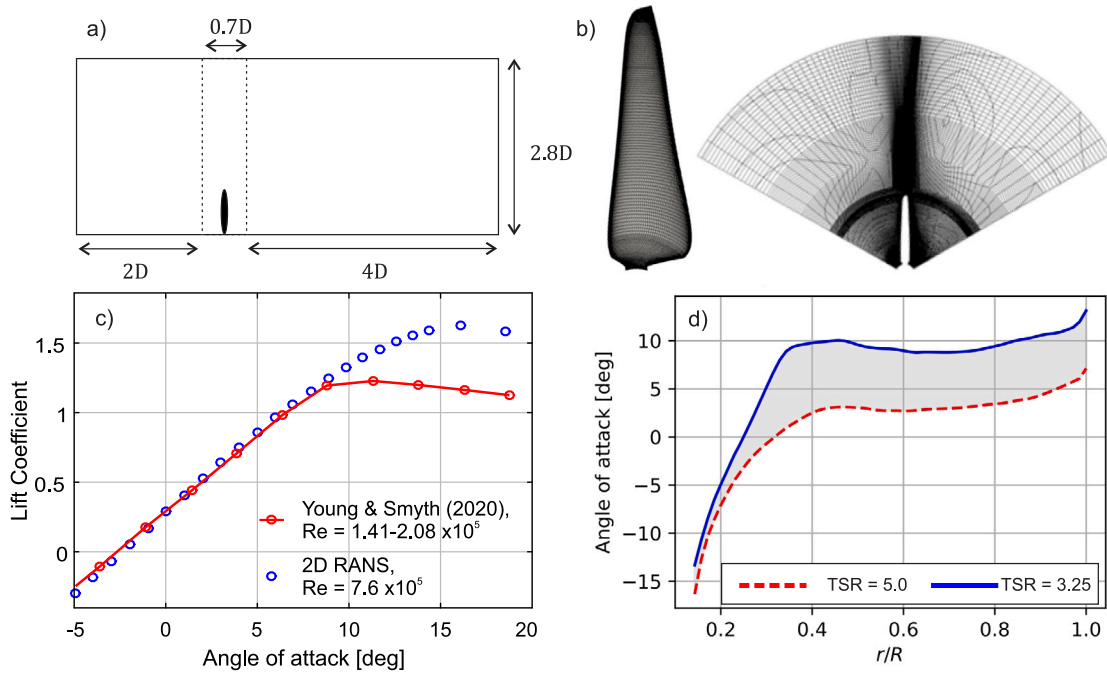 a)
0.7D
2.8D
2D
4D
b)
c)
Lift Coefficient
1.5
1
0.5
0
-5
0
5
10
15
20
Angle of attack [deg]
Young & Smyth (2020),
Re = 1.41-2.08 x10⁵
2D RANS,
Re = 7.6 x10⁵
d)
Angle of attack [deg]
10
5
0
−5
−10
−15
0.2
0.4
0.6
0.8
1.0
r/R
TSR = 5.0
TSR = 3.25